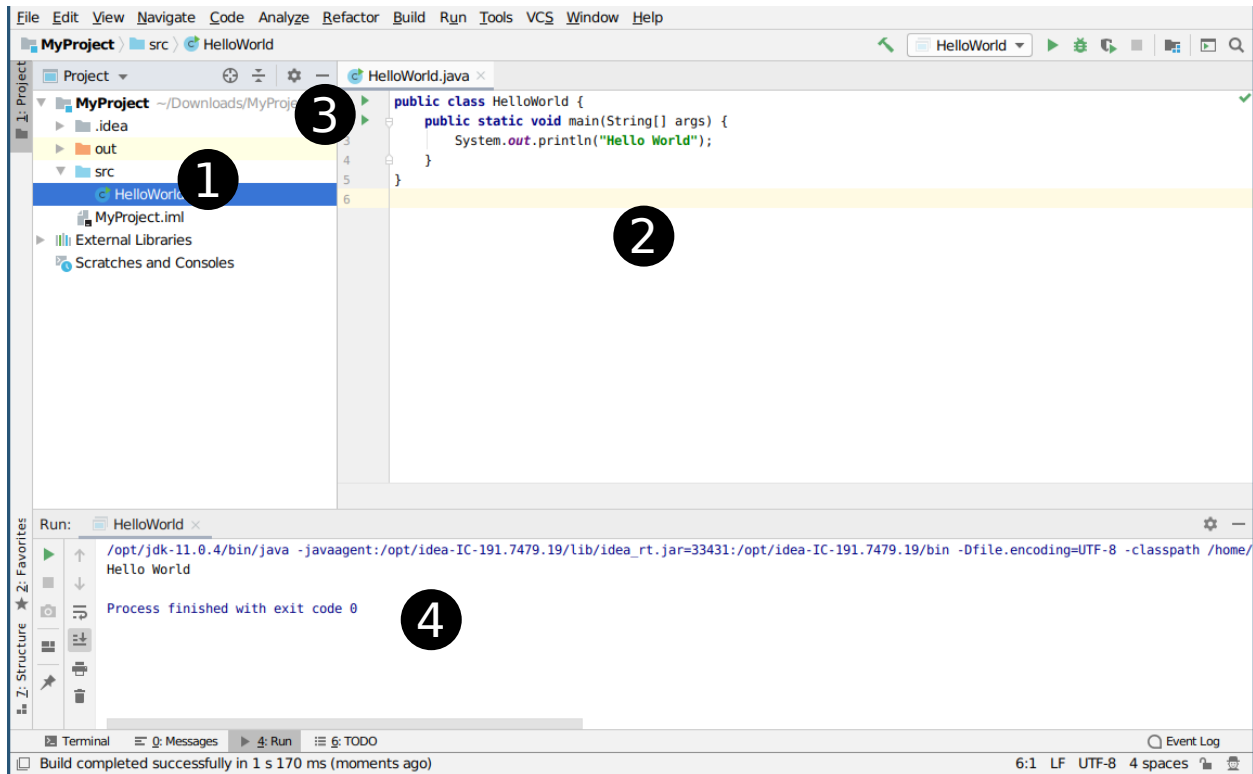 File Edit View Navigate Code Analyze Refactor Build Run Tools VCS Window Help
MyProject src HelloWorld
HelloWorld
1: Project
Project
HelloWorld.java
MyProject ~/Downloads/MyProje
.idea
out
src
HelloWorld
MyProject.iml
External Libraries
Scratches and Consoles
1
3
2
public class HelloWorld {
public static void main(String[] args) {
3 System.out.println("Hello World");
4 }
5 }
6
2: Favorites
7: Structure
Run: HelloWorld
/opt/jdk-11.0.4/bin/java -javaagent:/opt/idea-IC-191.7479.19/lib/idea_rt.jar=33431:/opt/idea-IC-191.7479.19/bin -Dfile.encoding=UTF-8 -classpath /home/
Hello World
Process finished with exit code 0
4
Terminal 0: Messages 4: Run 6: TODO Event Log
Build completed successfully in 1 s 170 ms (moments ago) 6:1 LF UTF-8 4 spaces